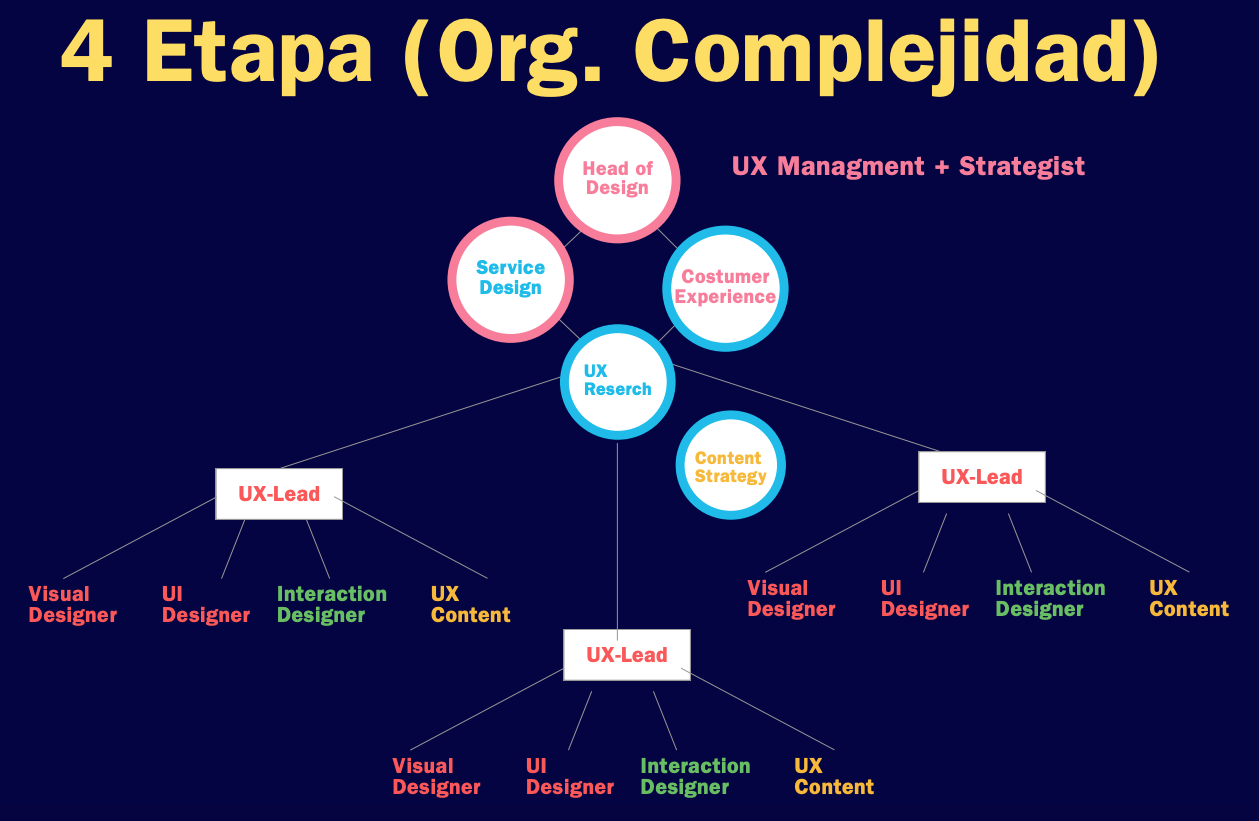 4 Etapa (Org. Complejidad)
Head of
Design
UX Managment + Strategist
Service
Design
Costumer
Experience
UX
Reserch
Content
Strategy
UX-Lead
Visual
Designer
UI
Designer
Interaction
Designer
UX
Content
UX-Lead
Visual
Designer
UI
Designer
Interaction
Designer
UX
Content
UX-Lead
Visual
Designer
UI
Designer
Interaction
Designer
UX
Content